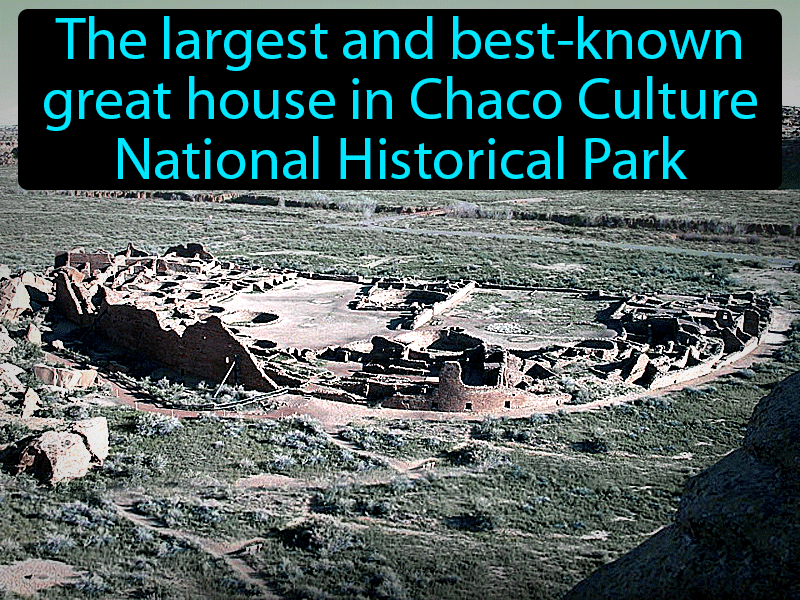 The largest and best-known
great house in Chaco Culture
National Historical Park